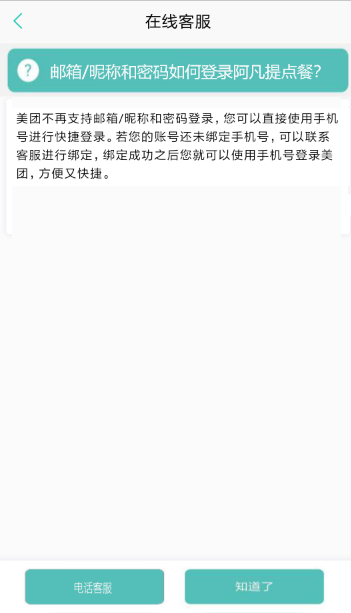 在线客服
邮箱/昵称和密码如何登录阿凡提点餐?
美团不再支持邮箱/昵称和密码登录,您可以直接使用手机
号进行快捷登录。若您的账号还未绑定手机号,可以联系
客服进行绑定,绑定成功之后您就可以使用手机号登录美
团,方便又快捷。
电话客服
知道了